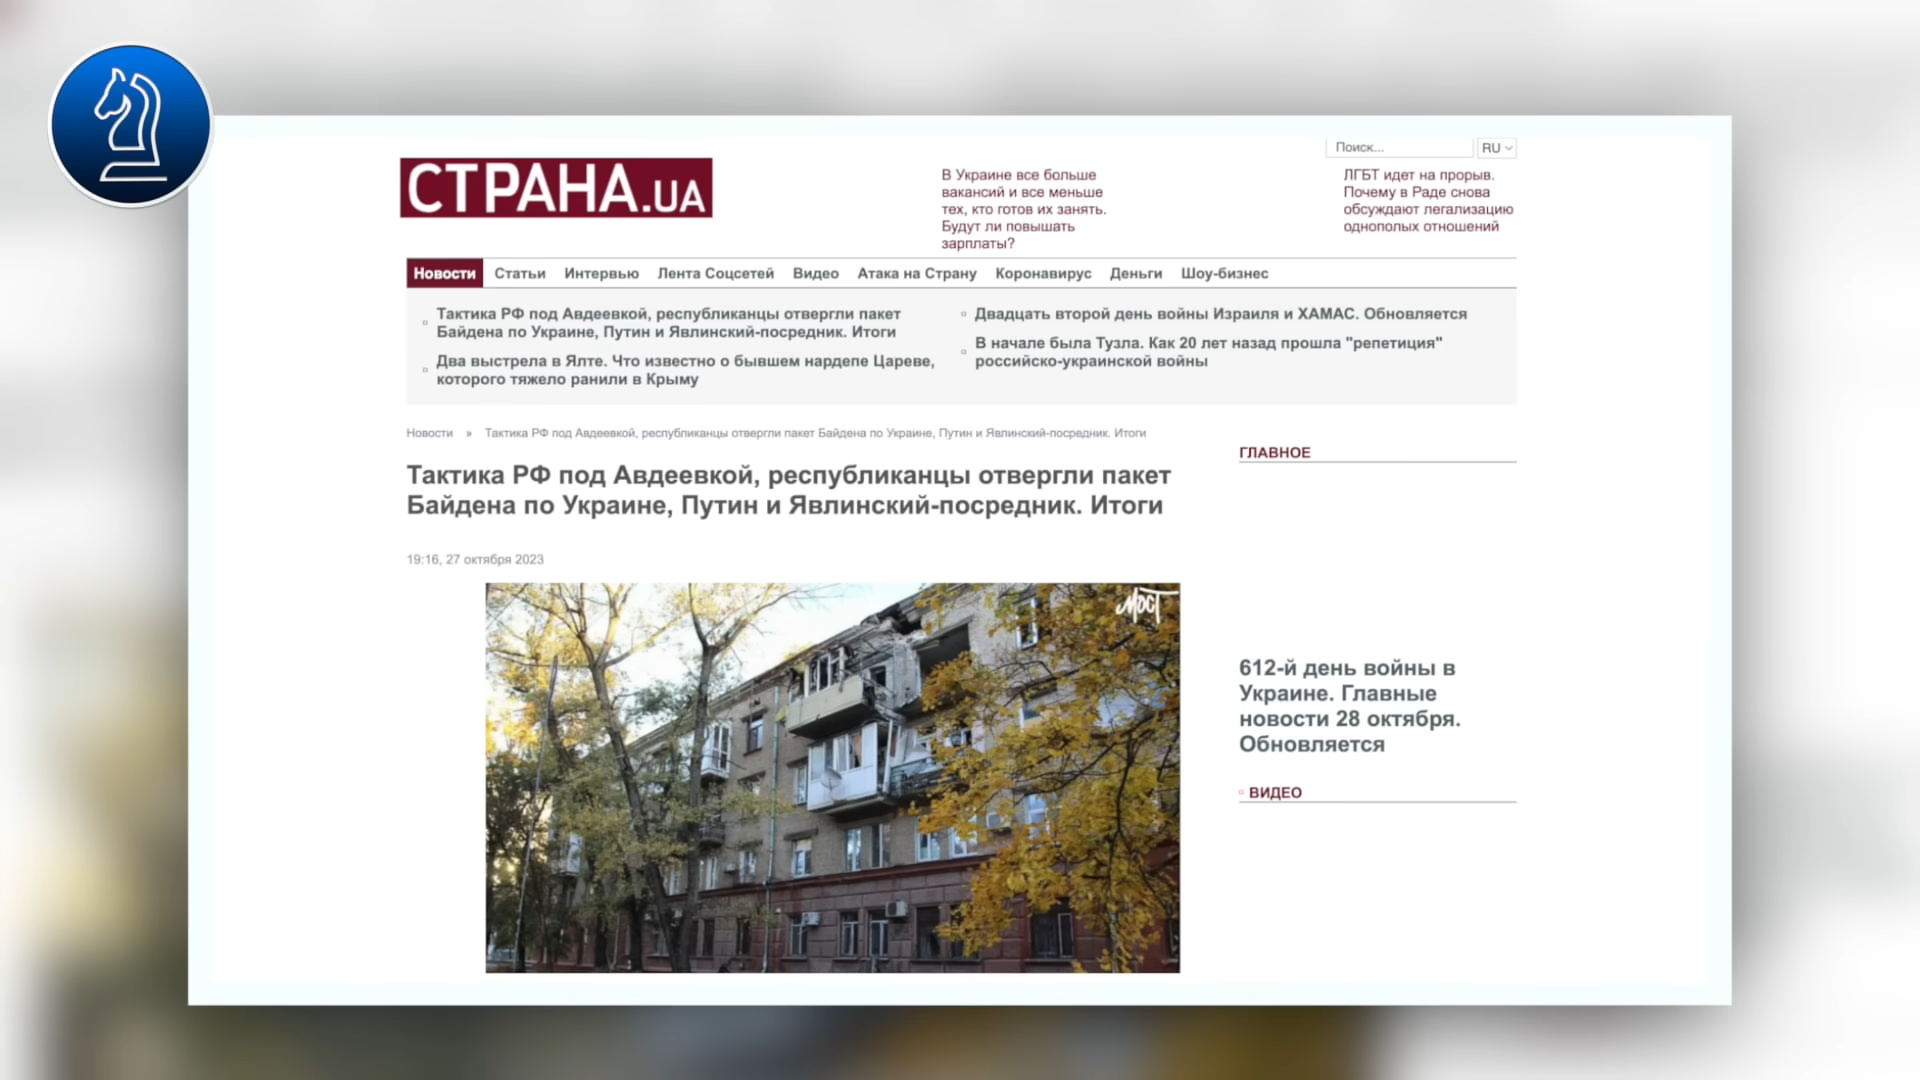 Поиск...
RU
СТРАНА.UA
В Украине все больше
вакансий и все меньше
тех, кто готов их занять.
Будут ли повышать
зарплаты?
ЛГБТ идет на прорыв.
Почему в Раде снова
обсуждают легализацию
однополых отношений
Новости Статьи Интервью Лента Соцсетей Видео Атака на Страну Коронавирус Деньги Шоу-бизнес
Тактика РФ под Авдеевкой, республиканцы отвергли пакет
Байдена по Украине, Путин и Явлинский-посредник. Итоги
Два выстрела в Ялте. Что известно о бывшем нардепе Цареве,
которого тяжело ранили в Крыму
Двадцать второй день войны Израиля и ХАМАС. Обновляется
В начале была Тузла. Как 20 лет назад прошла "репетиция"
российско-украинской войны
Новости » Тактика РФ под Авдеевкой, республиканцы отвергли пакет Байдена по Украине, Путин и Явлинский-посредник. Итоги
Тактика РФ под Авдеевкой, республиканцы отвергли пакет
Байдена по Украине, Путин и Явлинский-посредник. Итоги
19:16, 27 октября 2023
МОСТ
ГЛАВНОЕ
612-й день войны в
Украине. Главные
новости 28 октября.
Обновляется
ВИДЕО